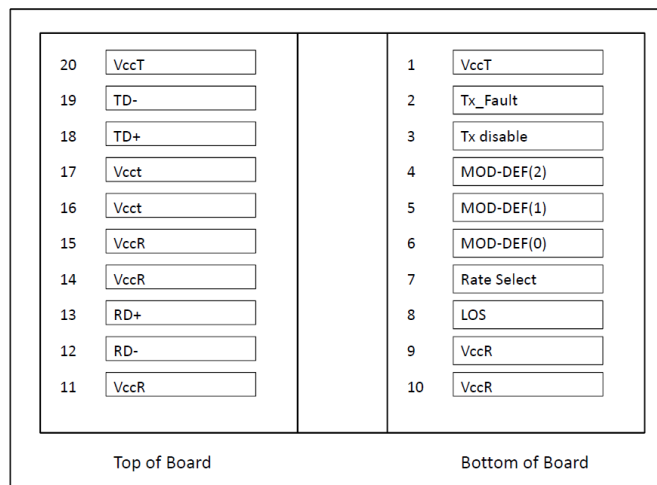 20 VccT 1 VccT
19 TD- 2 Tx_Fault
18 TD+ 3 Tx disable
17 Vcct 4 MOD-DEF(2)
16 Vcct 5 MOD-DEF(1)
15 VccR 6 MOD-DEF(0)
14 VccR 7 Rate Select
13 RD+ 8 LOS
12 RD- 9 VccR
11 VccR 10 VccR
Top of Board Bottom of Board